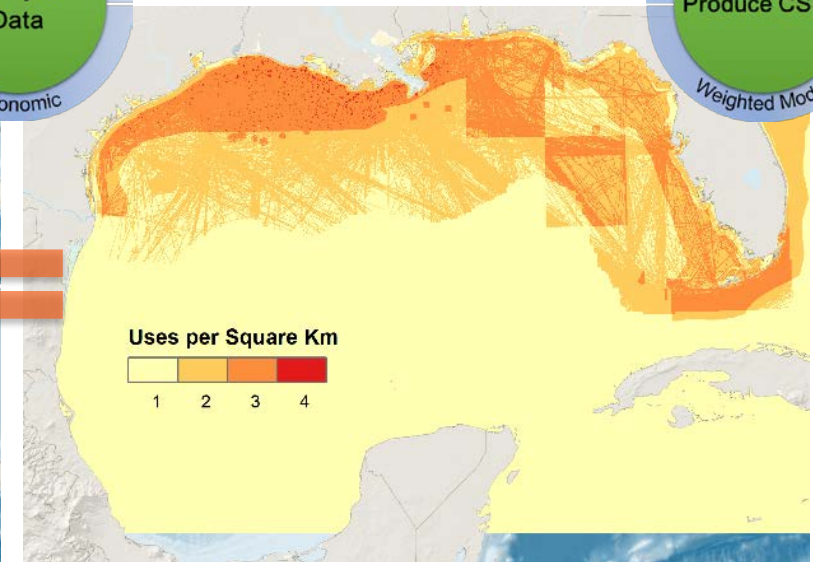 Data
onomic
Produce CS
Weighted Mod
Uses per Square Km
1 2 3 4